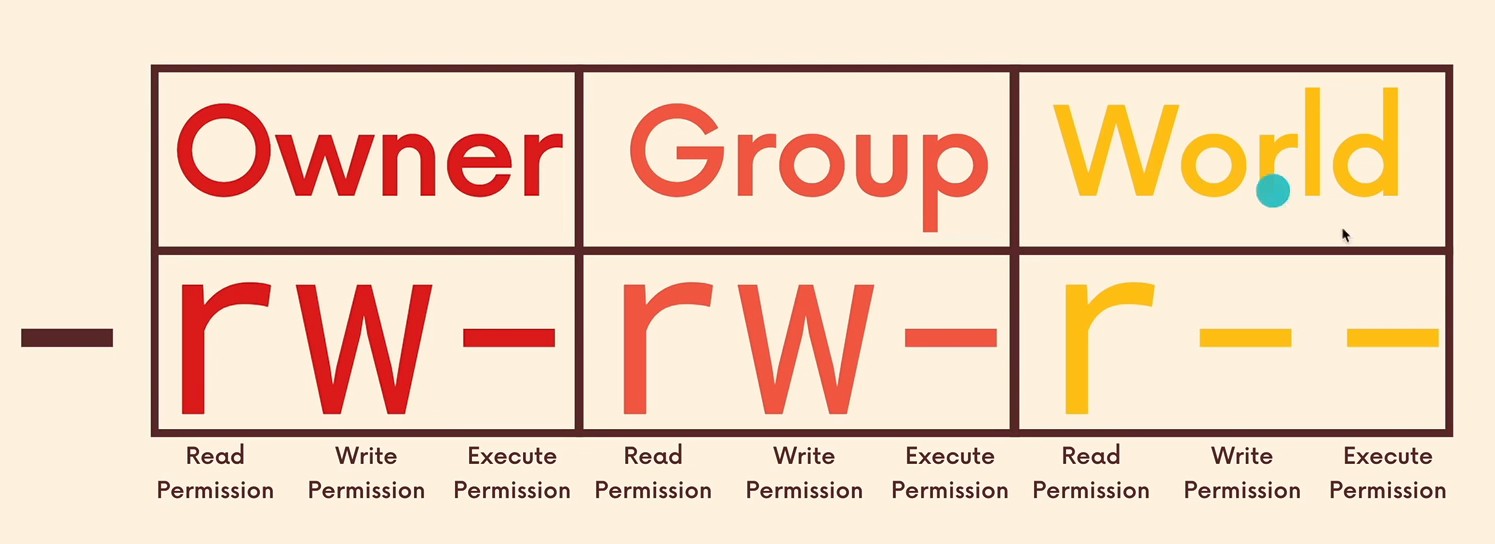 Owner Group World
- rw- rw- r--
Read Write Execute Read Write Execute Read Write Execute
Permission Permission Permission Permission Permission Permission Permission Permission Permission